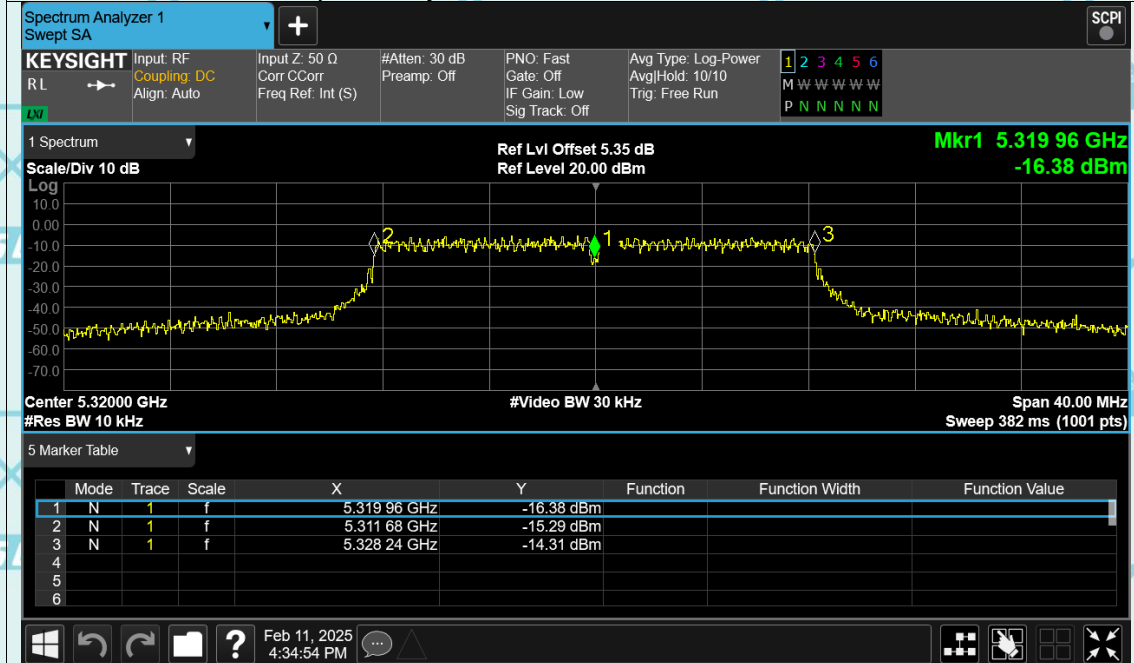 Spectrum Analyzer 1
Swept SA
+
SCPI
KEYSIGHT
R L
LXI
Input: RF
Coupling: DC
Align: Auto
Input Z: 50 Ω
Corr CCorr
Freq Ref: Int (S)
#Atten: 30 dB
Preamp: Off
PNO: Fast
Gate: Off
IF Gain: Low
Sig Track: Off
Avg Type: Log-Power
Avg|Hold: 10/10
Trig: Free Run
1 2 3 4 5 6
M W W W W W
P N N N N N
1 Spectrum
Scale/Div 10 dB
Ref Lvl Offset 5.35 dB
Ref Level 20.00 dBm
Mkr1 5.319 96 GHz
-16.38 dBm
Log
10.0
0.00
-10.0
-20.0
-30.0
-40.0
-50.0
-60.0
-70.0
2
1
3
Center 5.32000 GHz
#Video BW 30 kHz
Span 40.00 MHz
#Res BW 10 kHz
Sweep 382 ms (1001 pts)
5 Marker Table
Mode Trace Scale X Y Function Function Width Function Value
1 N 1 f 5.319 96 GHz -16.38 dBm
2 N 1 f 5.311 68 GHz -15.29 dBm
3 N 1 f 5.328 24 GHz -14.31 dBm
4
5
6
?
Feb 11, 2025
4:34:54 PM